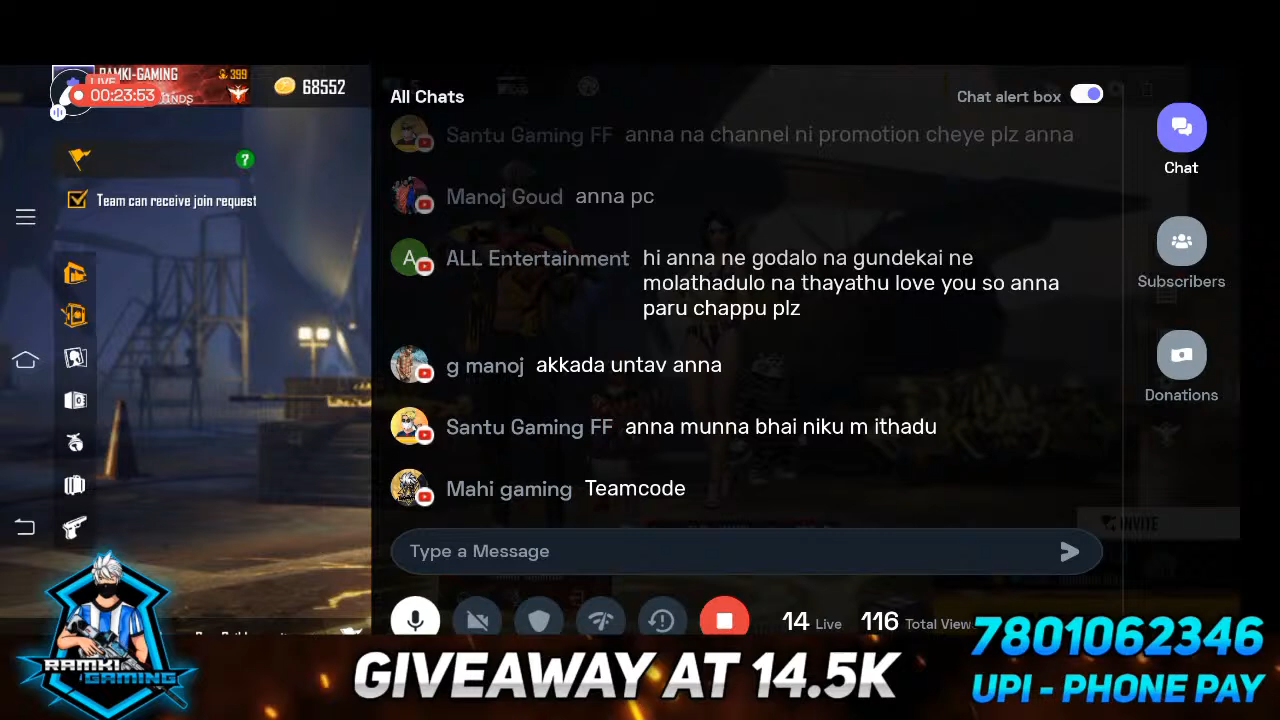 RAMKI-GAMING
399
68552
LIVE
00:23:53
All Chats
Chat alert box
Santu Gaming FF anna na channel ni promotion cheye plz anna
Chat
?
Manoj Goud anna pc
Team can receive join request
A
ALL Entertainment hi anna ne godalo na gundekai ne
molathadulo na thayathu love you so anna
paru chappu plz
Subscribers
g manoj akkada untav anna
Donations
Santu Gaming FF anna munna bhai niku m ithadu
Mahi gaming Teamcode
INVITE
Type a Message
14 Live 116 Total View
RAMKI
GAMING
GIVEAWAY AT 14.5K
7801062346
UPI - PHONE PAY